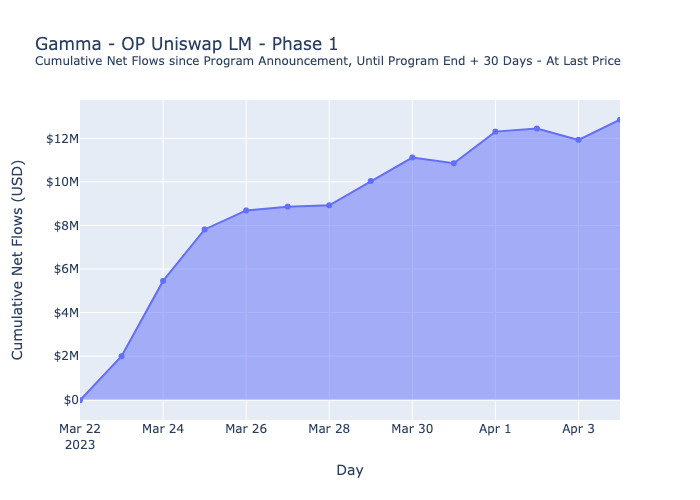 Gamma - OP Uniswap LM - Phase 1
Cumulative Net Flows since Program Announcement, Until Program End + 30 Days - At Last Price
Cumulative Net Flows (USD)
$12M
$10M
$8M
$6M
$4M
$2M
$0
Mar 22 Mar 24 Mar 26 Mar 28 Mar 30 Apr 1 Apr 3
2023
Day